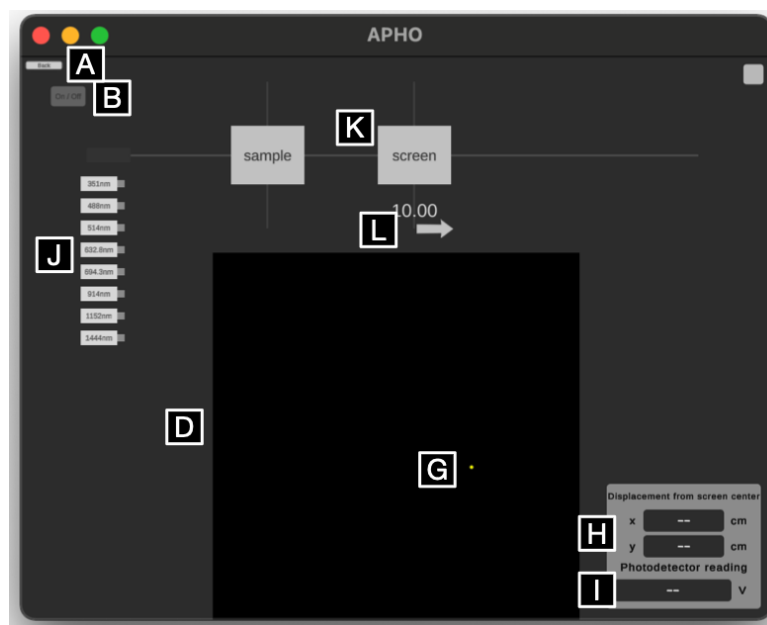 APHO
Back
A
On / Off
B
K
sample
screen
10.00
L
351nm
488nm
514nm
J
632.8nm
694.3nm
914nm
1152nm
1444nm
D
G
Displacement from screen center
x -- cm
H
y -- cm
Photodetector reading
I
-- V